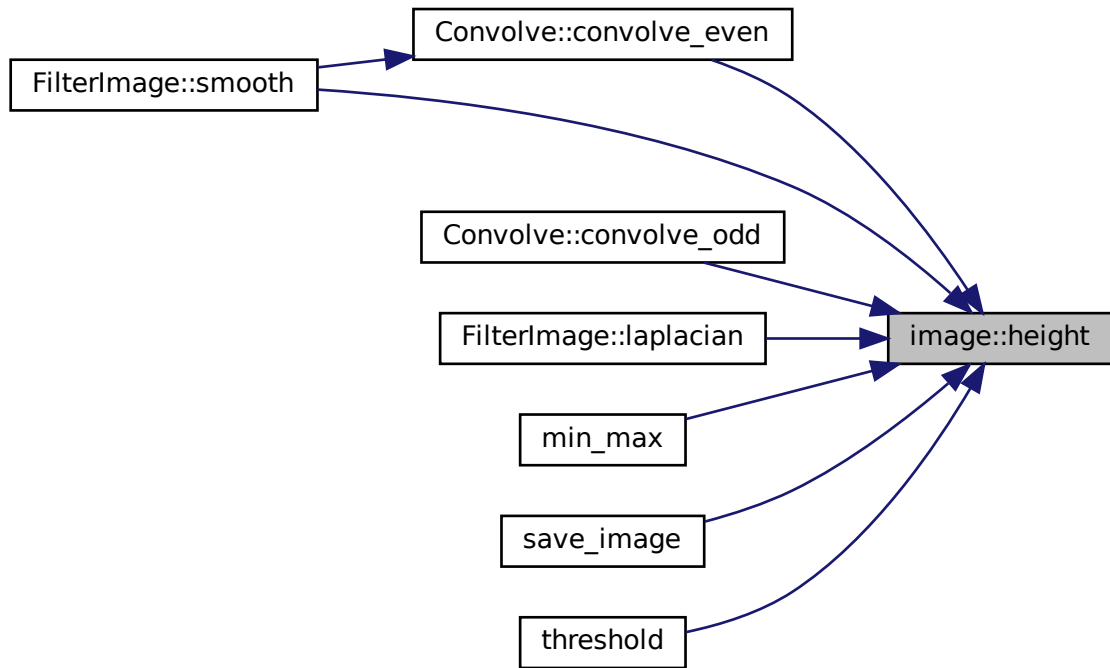 Convolve::convolve_even
FilterImage::smooth
Convolve::convolve_odd
FilterImage::laplacian
image::height
min_max
save_image
threshold